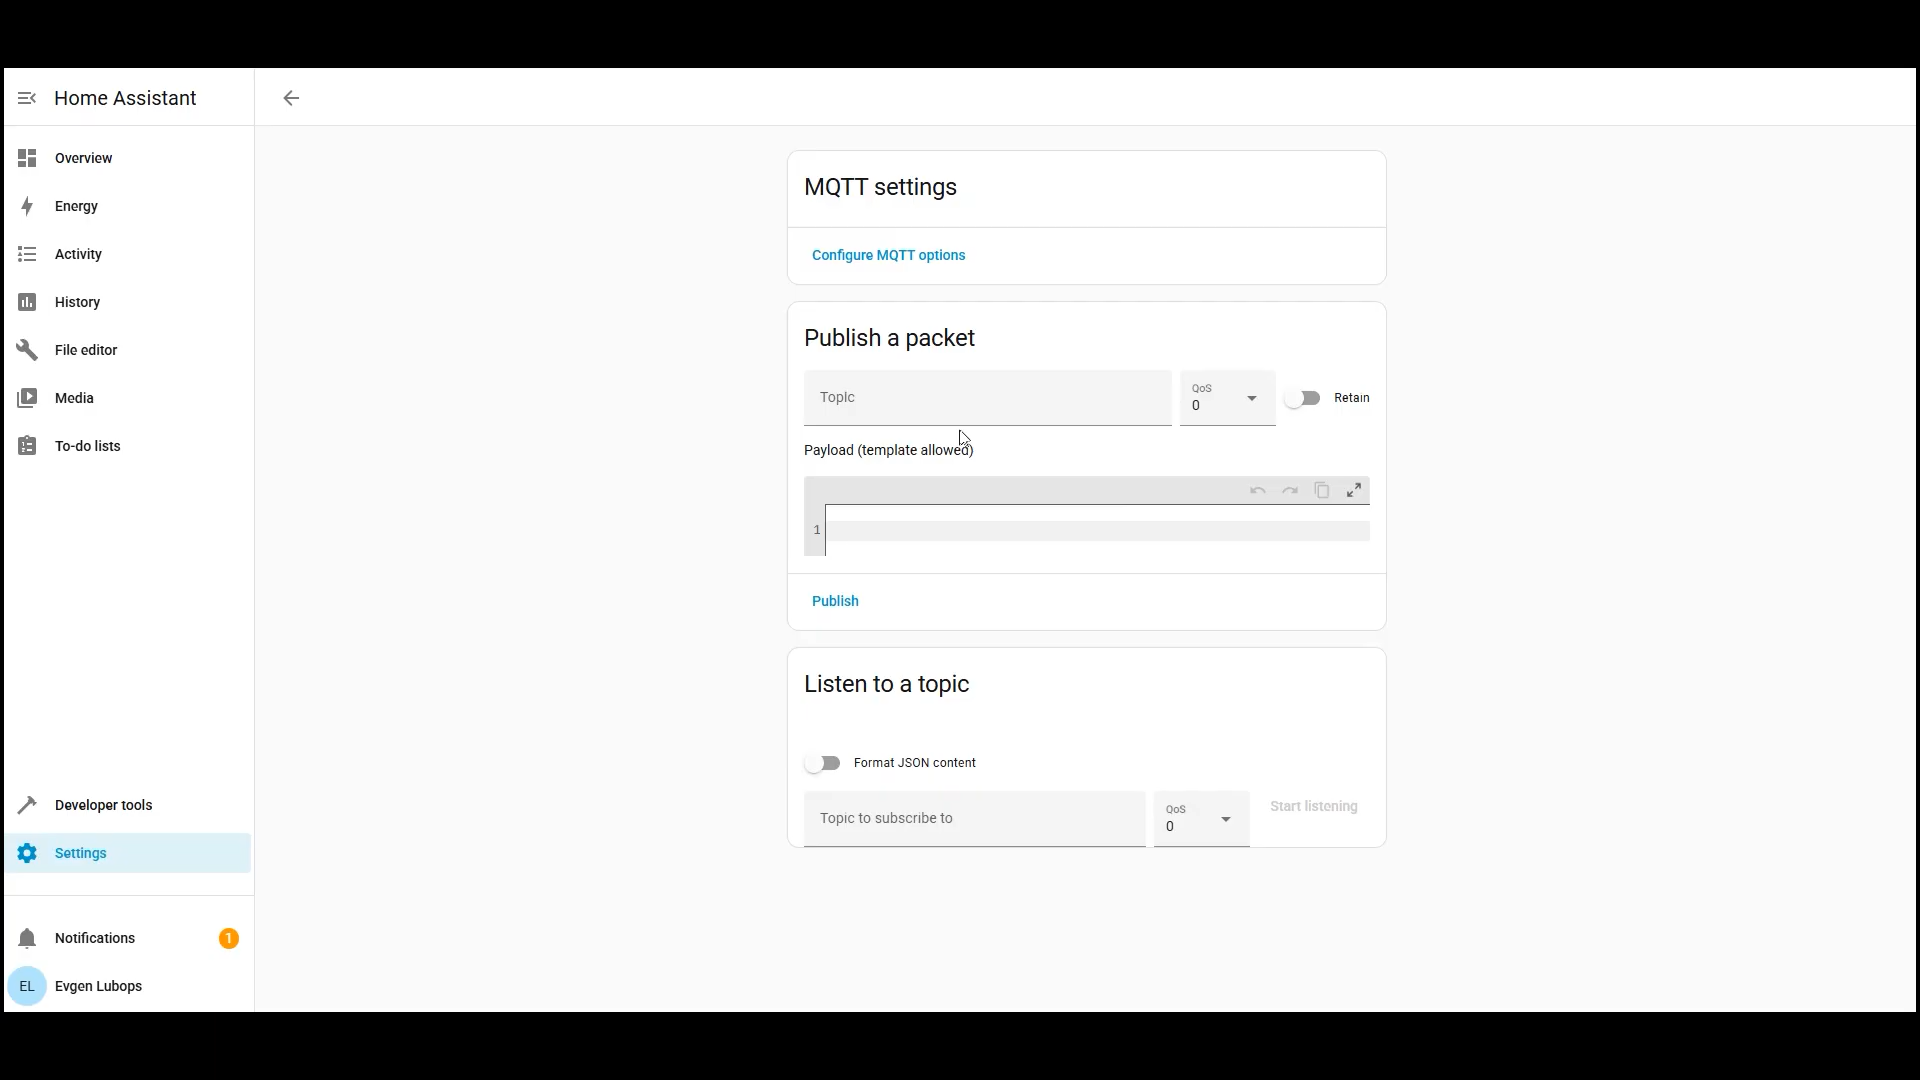 Home Assistant
Overview
Energy
Activity
History
File editor
Media
To-do lists
Developer tools
Settings
Notifications 1
EL Evgen Lubops
MQTT settings
Configure MQTT options
Publish a packet
Topic
QoS
0
Retain
Payload (template allowed)
1
Publish
Listen to a topic
Format JSON content
Topic to subscribe to
QoS
0
Start listening